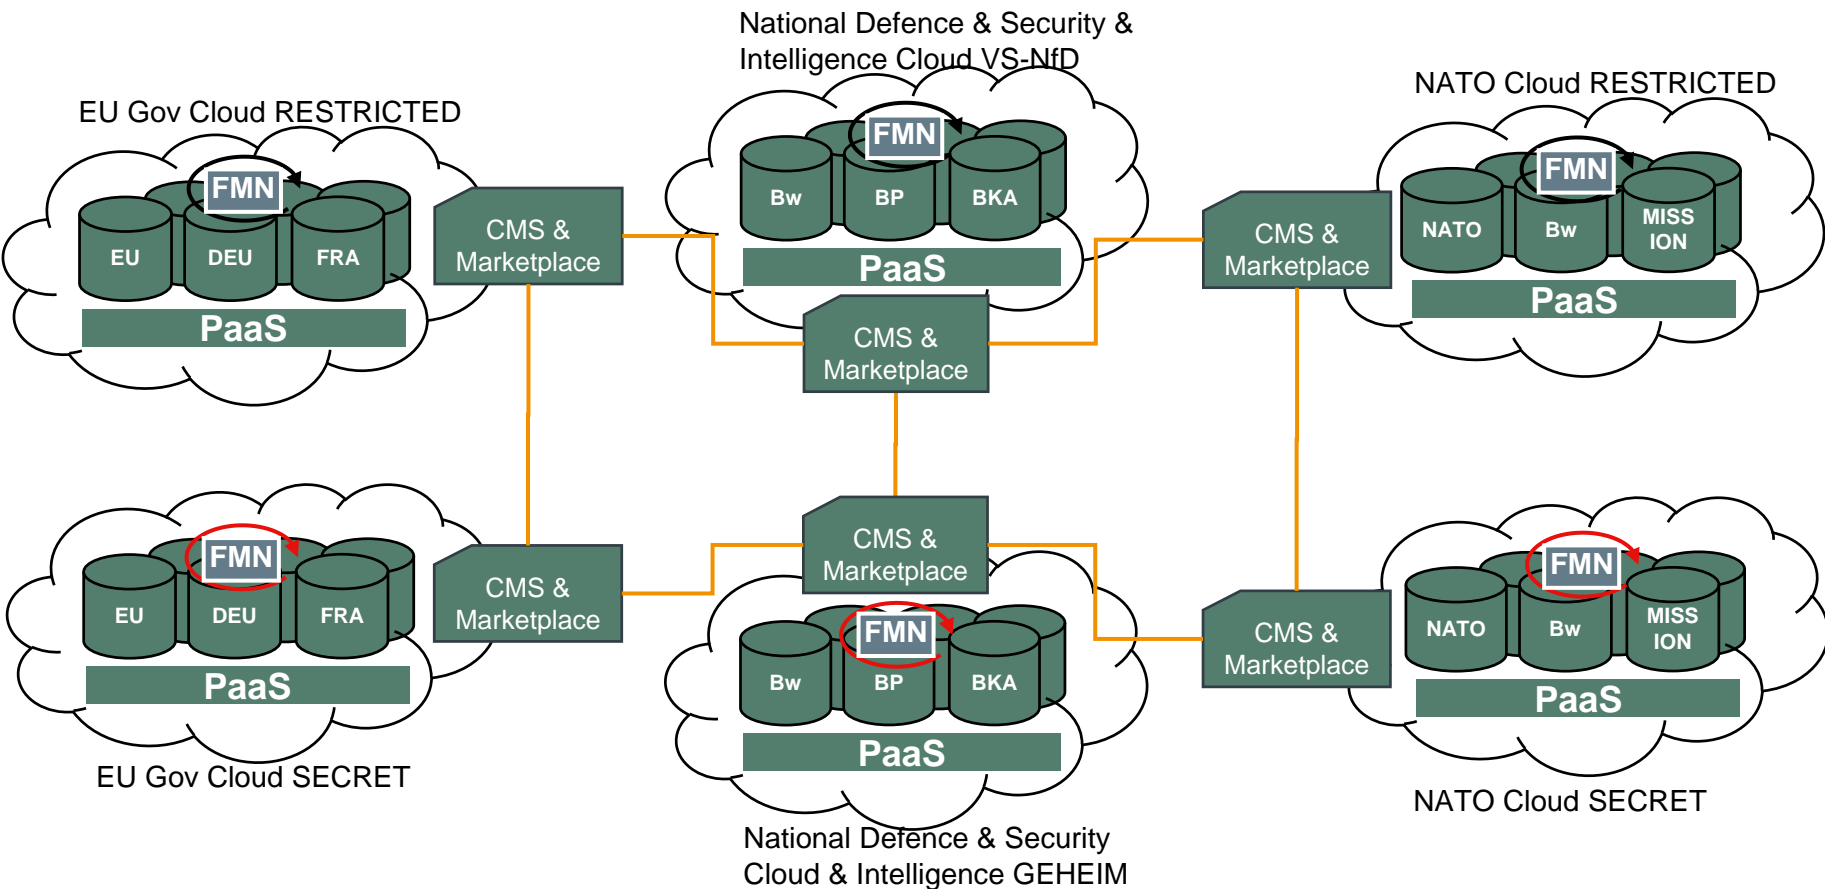 National Defence & Security &
Intelligence Cloud VS-NfD
EU Gov Cloud RESTRICTED
NATO Cloud RESTRICTED
FMN
EU
DEU
FRA
PaaS
CMS &
Marketplace
FMN
Bw
BP
BKA
PaaS
CMS &
Marketplace
CMS &
Marketplace
FMN
NATO
Bw
MISS
ION
PaaS
FMN
EU
DEU
FRA
PaaS
EU Gov Cloud SECRET
CMS &
Marketplace
CMS &
Marketplace
FMN
Bw
BP
BKA
PaaS
National Defence & Security
Cloud & Intelligence GEHEIM
CMS &
Marketplace
FMN
NATO
Bw
MISS
ION
PaaS
NATO Cloud SECRET